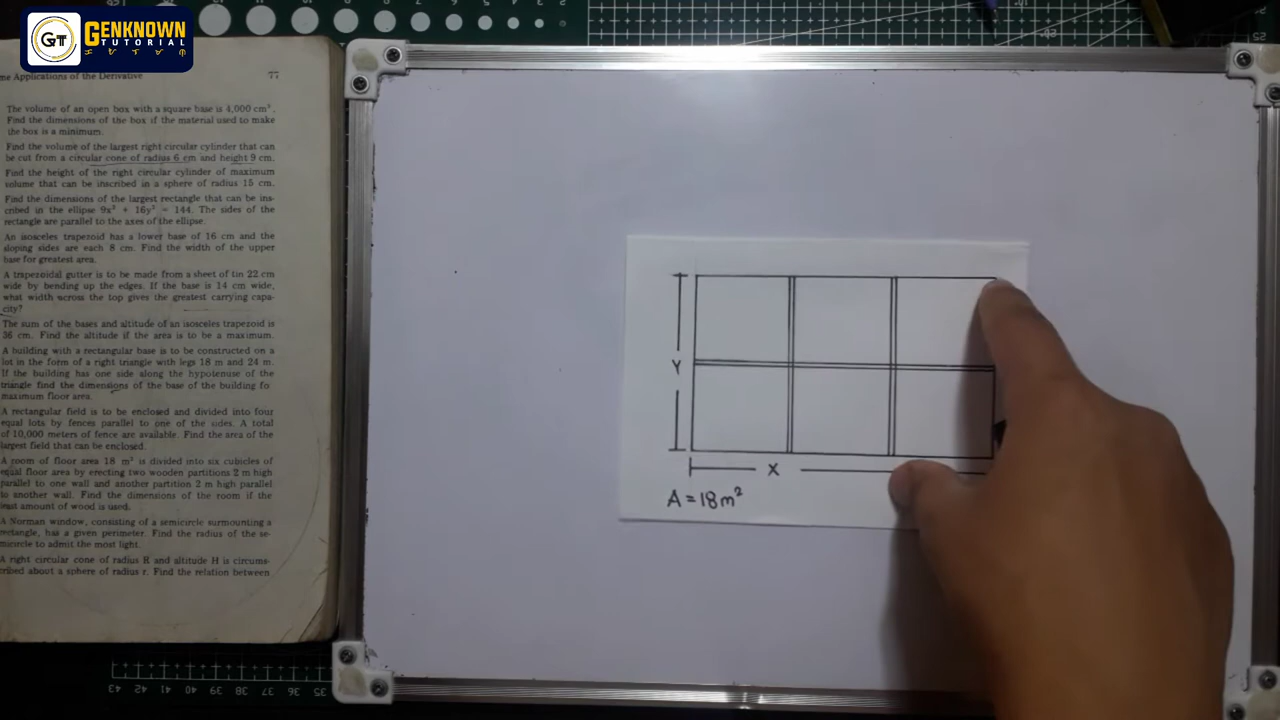 GT
GENKNOWN
TUTORIAL
me Applications of the Derivative 77
The volume of an open box with a square base is 4,000 cm³.
Find the dimensions of the box if the material used to make
the box is a minimum.
Find the volume of the largest right circular cylinder that can
be cut from a circular cone of radius 6 cm and height 9 cm.
Find the height of the right circular cylinder of maximum
volume that can be inscribed in a sphere of radius 15 cm.
Find the dimensions of the largest rectangle that can be ins-
cribed in the ellipse 9x² + 16y² = 144. The sides of the
rectangle are parallel to the axes of the ellipse.
An isosceles trapezoid has a lower base of 16 cm and the
sloping sides are each 8 cm. Find the width of the upper
base for greatest area.
A trapezoidal gutter is to be made from a sheet of tin 22 cm
wide by bending up the edges. If the base is 14 cm wide,
what width across the top gives the greatest carrying capa-
city?
The sum of the bases and altitude of an isosceles trapezoid is
36 cm. Find the altitude if the area is to be a maximum.
A building with a rectangular base is to be constructed on a
lot in the form of a right triangle with legs 18 m and 24 m.
If the building has one side along the hypotenuse of the
triangle find the dimensions of the base of the building fo
maximum floor area.
A rectangular field is to be enclosed and divided into four
equal lots by fences parallel to one of the sides. A total
of 10,000 meters of fence are available. Find the area of the
largest field that can be enclosed.
A room of floor area 18 m² is divided into six cubicles of
equal floor area by erecting two wooden partitions 2 m high
parallel to one wall and another partition 2 m high parallel
to another wall. Find the dimensions of the room if the
least amount of wood is used.
A Norman window, consisting of a semicircle surmounting a
rectangle, has a given perimeter. Find the radius of the se-
micircle to admit the most light.
A right circular cone of radius R and altitude H is circums-
cribed about a sphere of radius r. Find the relation between
Y
X
A = 18m²
43 42 41 40 39 38 37 36 35